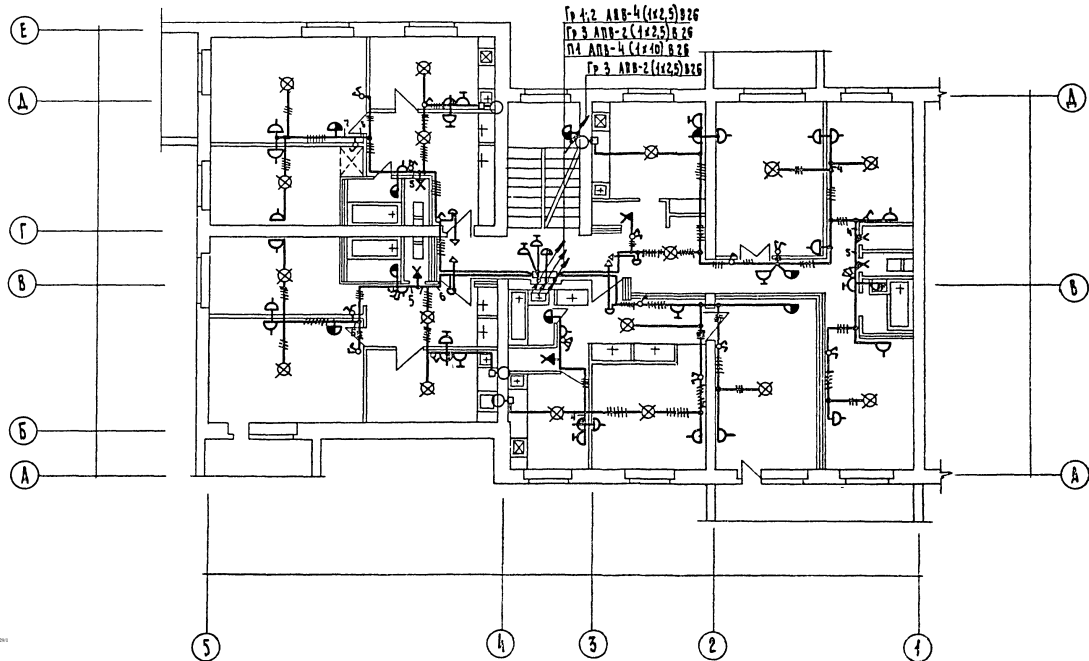 Гр 1÷2 АПВ-4(1х2,5)В26
Гр 3 АПВ-2(1х2,5)В26
П1 АПВ-4(1х10)В26
Гр 3 АПВ-2(1х2,5)В26
Е
Д
Д
Г
В
В
Б
А
А
5
4
3
2
1